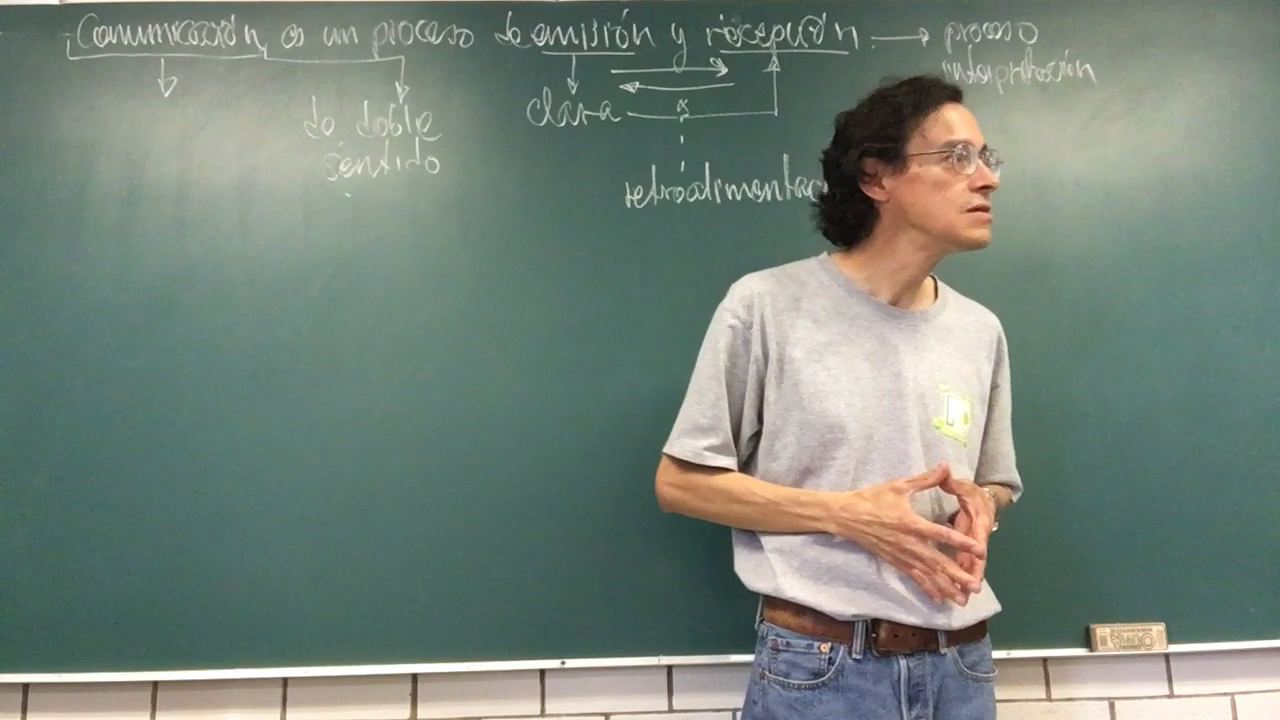 Comunicación, es un proceso de emisión y recepción → proceso
interpretación
clara
de doble
sentido
retroalimentac